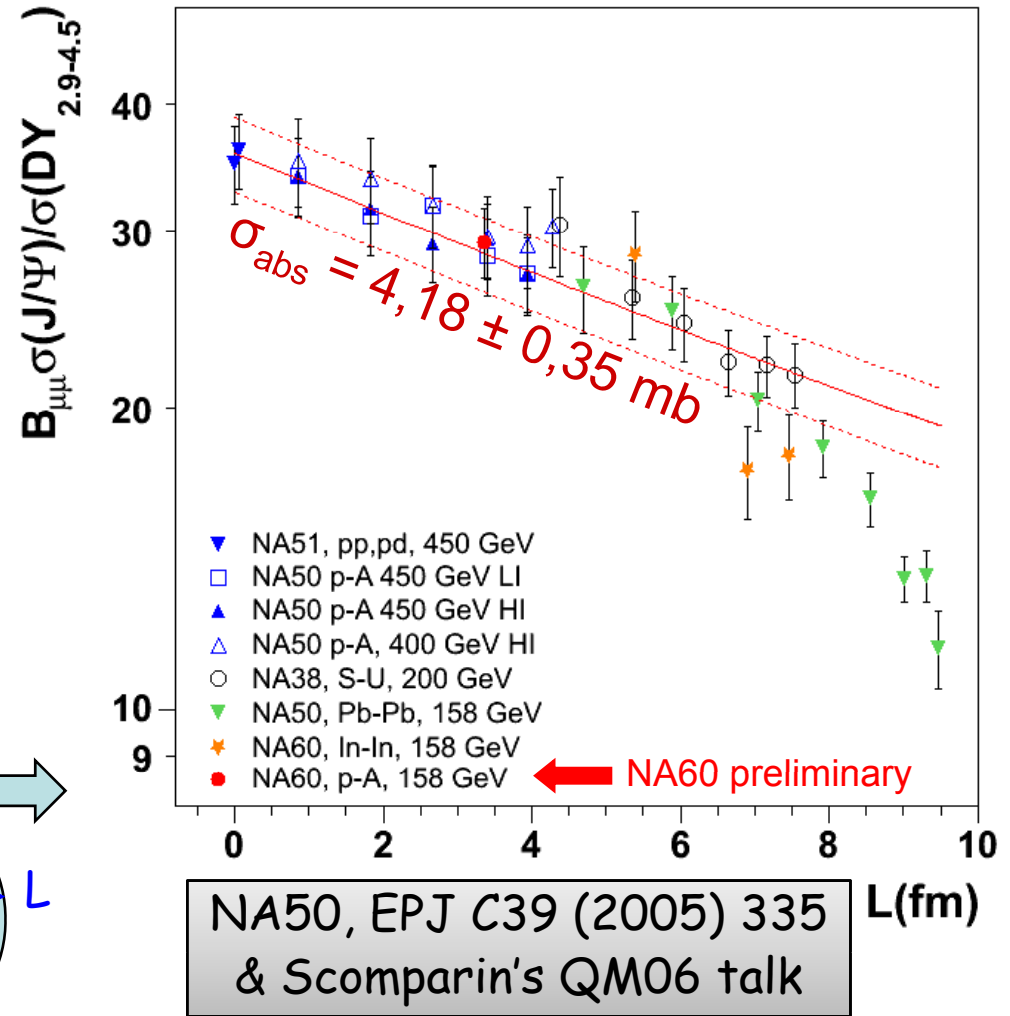 B_μμσ(J/Ψ)/σ(DY_2.9-4.5)
40
30
20
10
9
σ_abs = 4,18 ± 0,35 mb
NA51, pp,pd, 450 GeV
NA50 p-A 450 GeV LI
NA50 p-A 450 GeV HI
NA50 p-A, 400 GeV HI
NA38, S-U, 200 GeV
NA50, Pb-Pb, 158 GeV
NA60, In-In, 158 GeV
NA60, p-A, 158 GeV
NA60 preliminary
0 2 4 6 8 10
L
L(fm)
NA50, EPJ C39 (2005) 335
& Scomparin's QM06 talk